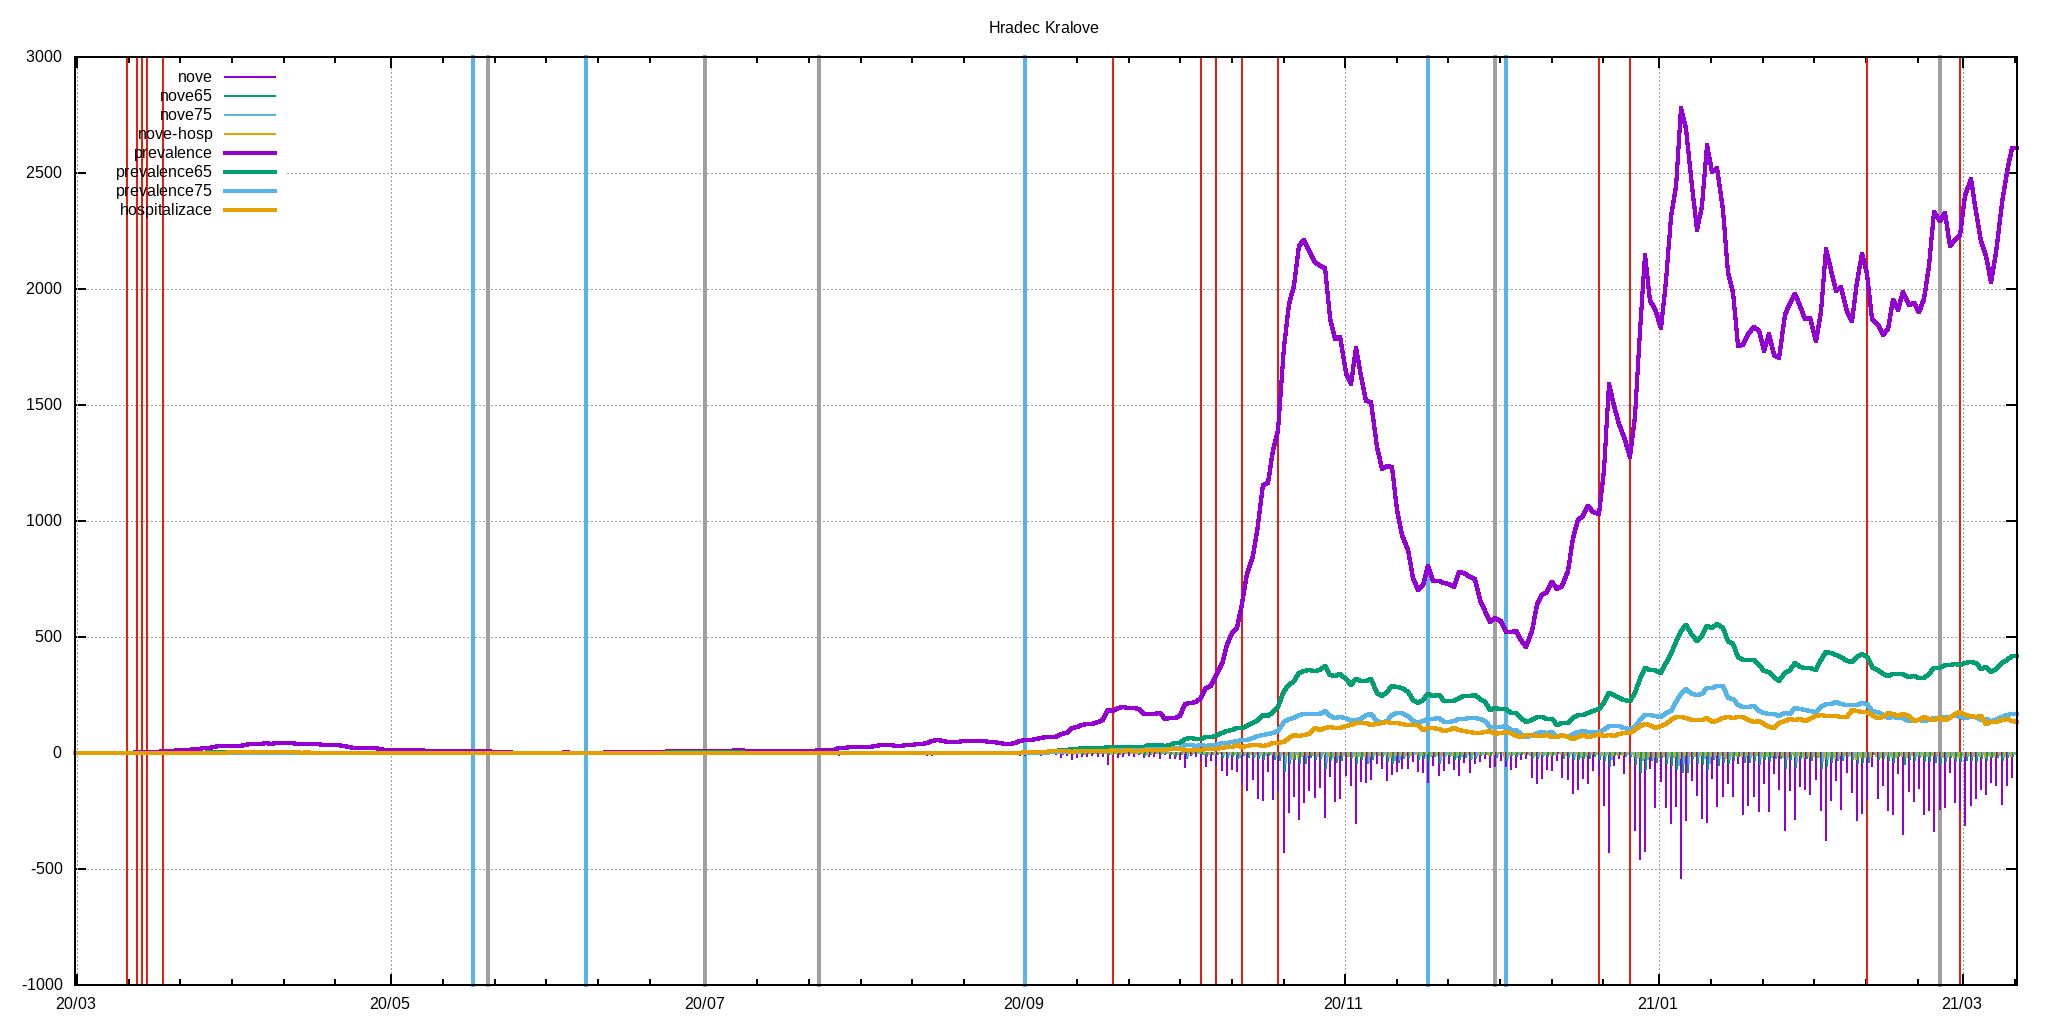 Hradec Kralove
3000
2500
2000
1500
1000
500
0
-500
-1000
nove
nove65
nove75
nove-hosp
prevalence
prevalence65
prevalence75
hospitalizace
20/03 20/05 20/07 20/09 20/11 21/01 21/03